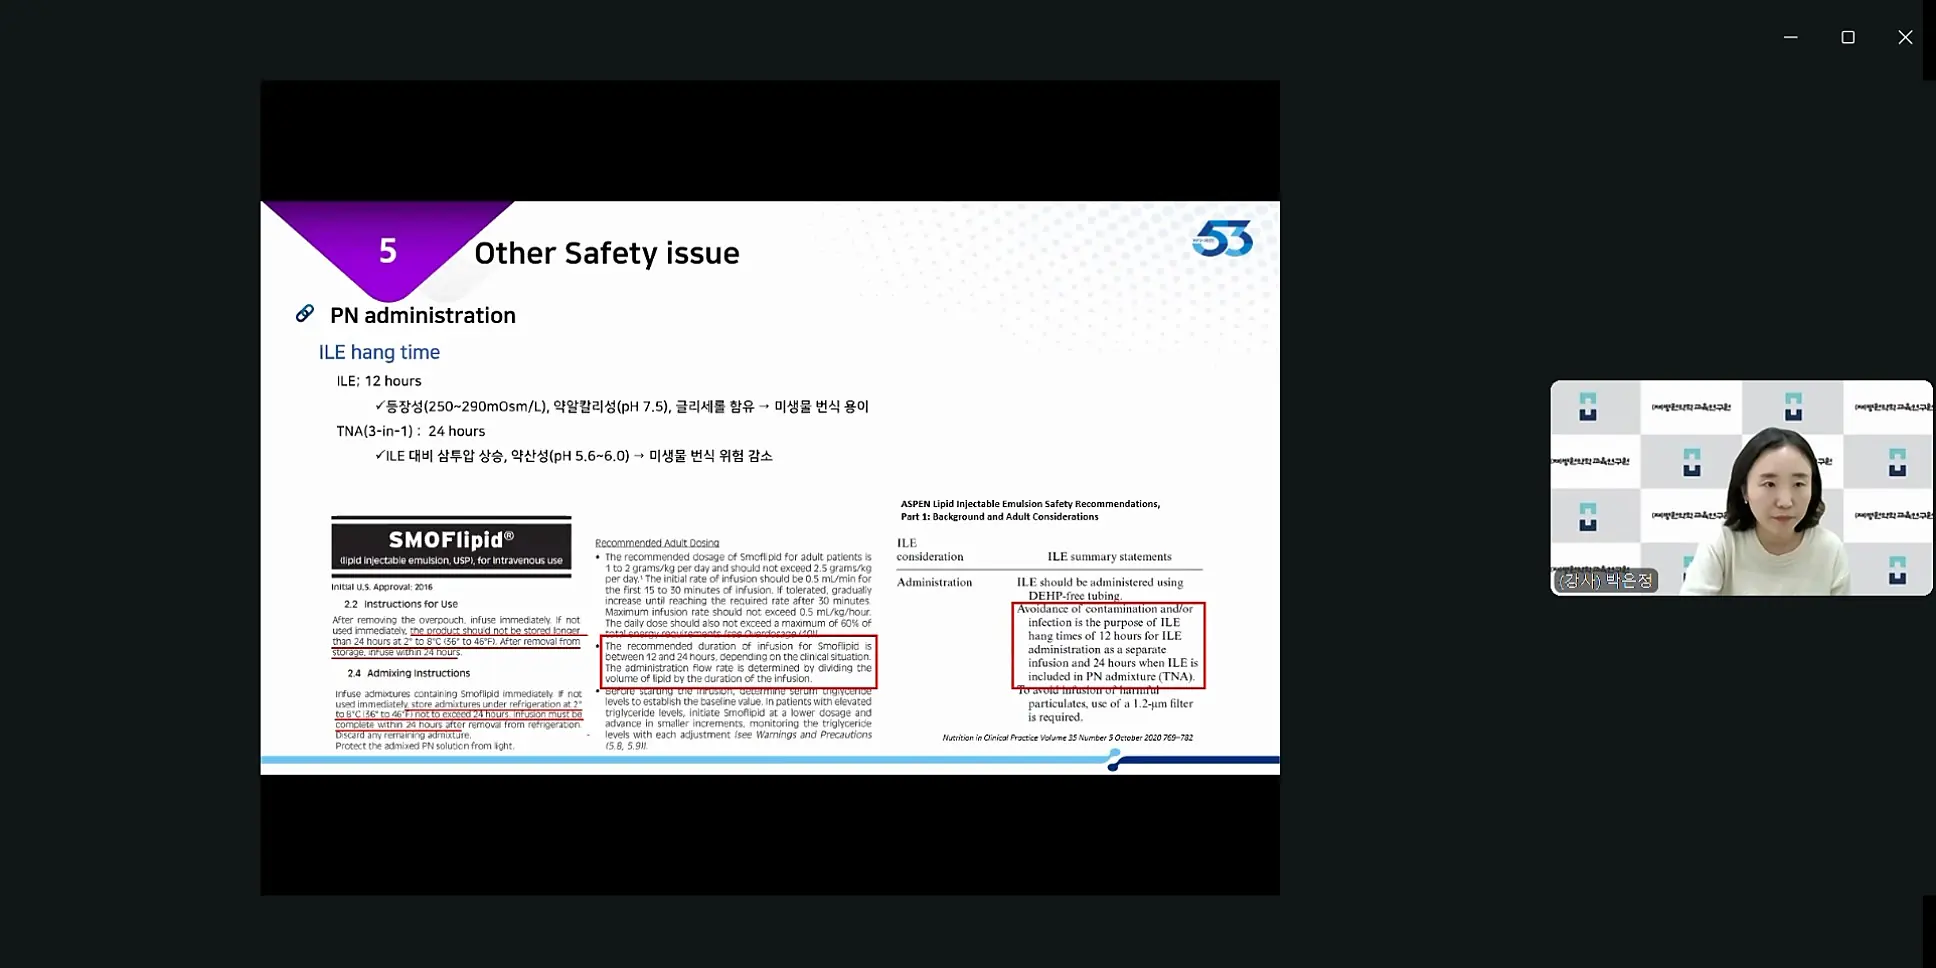 5
Other Safety issue
53
PN administration
ILE hang time
ILE; 12 hours
✓등장성(250~290mOsm/L), 약알칼리성(pH 7.5), 글리세롤 함유 → 미생물 번식 용이
TNA(3-in-1) : 24 hours
✓ILE 대비 삼투압 상승, 약산성(pH 5.6~6.0) → 미생물 번식 위험 감소
SMOFlipid®
(lipid injectable emulsion, USP), for intravenous use
Initial U.S. Approval: 2016
2.2 Instructions for Use
After removing the overpouch, infuse immediately. If not
used immediately, the product should not be stored longer
than 24 hours at 2° to 8°C (36° to 46°F). After removal from
storage, infuse within 24 hours.
2.4 Admixing Instructions
Infuse admixtures containing Smoflipid immediately. If not
used immediately, store admixtures under refrigeration at 2°
to 8°C (36° to 46°F) not to exceed 24 hours. Infusion must be
complete within 24 hours after removal from refrigeration.
Discard any remaining admixture.
Protect the admixed PN solution from light.
Recommended Adult Dosing
• The recommended dosage of Smoflipid for adult patients is
1 to 2 grams/kg per day and should not exceed 2.5 grams/kg
per day.¹ The initial rate of infusion should be 0.5 mL/min for
the first 15 to 30 minutes of infusion. If tolerated, gradually
increase until reaching the required rate after 30 minutes.
Maximum infusion rate should not exceed 0.5 mL/kg/hour.
The daily dose should also not exceed a maximum of 60% of
total energy requirements [see Overdosage (10)].
• The recommended duration of infusion for Smoflipid is
between 12 and 24 hours, depending on the clinical situation.
The administration flow rate is determined by dividing the
volume of lipid by the duration of the infusion.
• Before starting the infusion, determine serum triglyceride
levels to establish the baseline value. In patients with elevated
triglyceride levels, initiate Smoflipid at a lower dosage and
advance in smaller increments, monitoring the triglyceride
levels with each adjustment [see Warnings and Precautions
(5.8, 5.9)].
ASPEN Lipid Injectable Emulsion Safety Recommendations,
Part 1: Background and Adult Considerations
ILE
consideration
ILE summary statements
Administration
ILE should be administered using
DEHP-free tubing.
Avoidance of contamination and/or
infection is the purpose of ILE
hang times of 12 hours for ILE
administration as a separate
infusion and 24 hours when ILE is
included in PN admixture (TNA).
To avoid infusion of harmful
particulates, use of a 1.2-μm filter
is required.
Nutrition in Clinical Practice Volume 35 Number 5 October 2020 769–782
(강사) 박은정